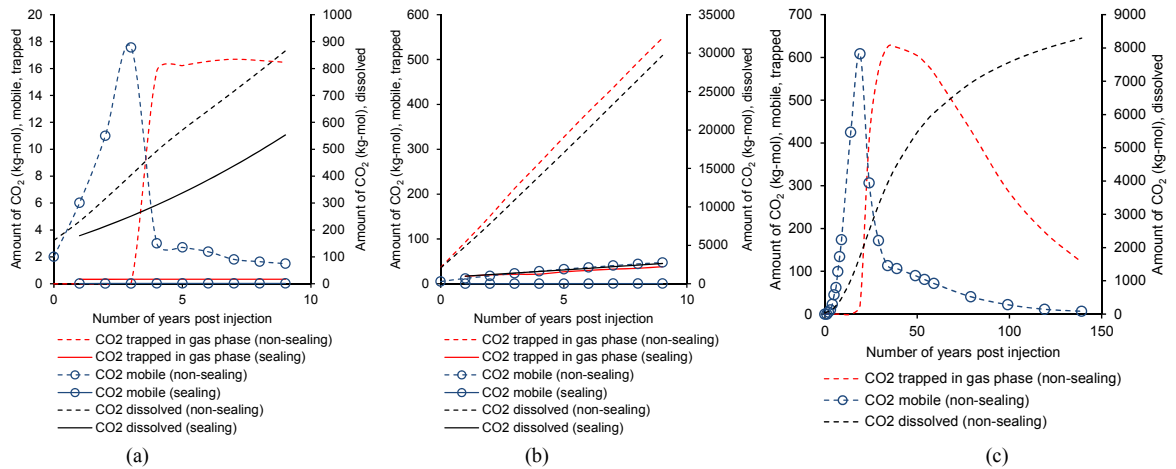 20
18
16
14
12
10
8
6
4
2
0
Amount of CO2 (kg-mol), mobile, trapped
1000
900
800
700
600
500
400
300
200
100
0
Amount of CO2 (kg-mol), dissolved
0
5
10
Number of years post injection
CO2 trapped in gas phase (non-sealing)
CO2 trapped in gas phase (sealing)
CO2 mobile (non-sealing)
CO2 mobile (sealing)
CO2 dissolved (non-sealing)
CO2 dissolved (sealing)
(a)
600
500
400
300
200
100
0
Amount of CO2 (kg-mol), mobile, trapped
35000
30000
25000
20000
15000
10000
5000
0
Amount of CO2 (kg-mol), dissolved
0
5
10
Number of years post injection
CO2 trapped in gas phase (non-sealing)
CO2 trapped in gas phase (sealing)
CO2 mobile (non-sealing)
CO2 mobile (sealing)
CO2 dissolved (non-sealing)
CO2 dissolved (sealing)
(b)
700
600
500
400
300
200
100
0
Amount of CO2 (kg-mol), mobile, trapped
9000
8000
7000
6000
5000
4000
3000
2000
1000
0
Amount of CO2 (kg-mol), dissolved
0
50
100
150
Number of years post injection
CO2 trapped in gas phase (non-sealing)
CO2 mobile (non-sealing)
CO2 dissolved (non-sealing)
(c)